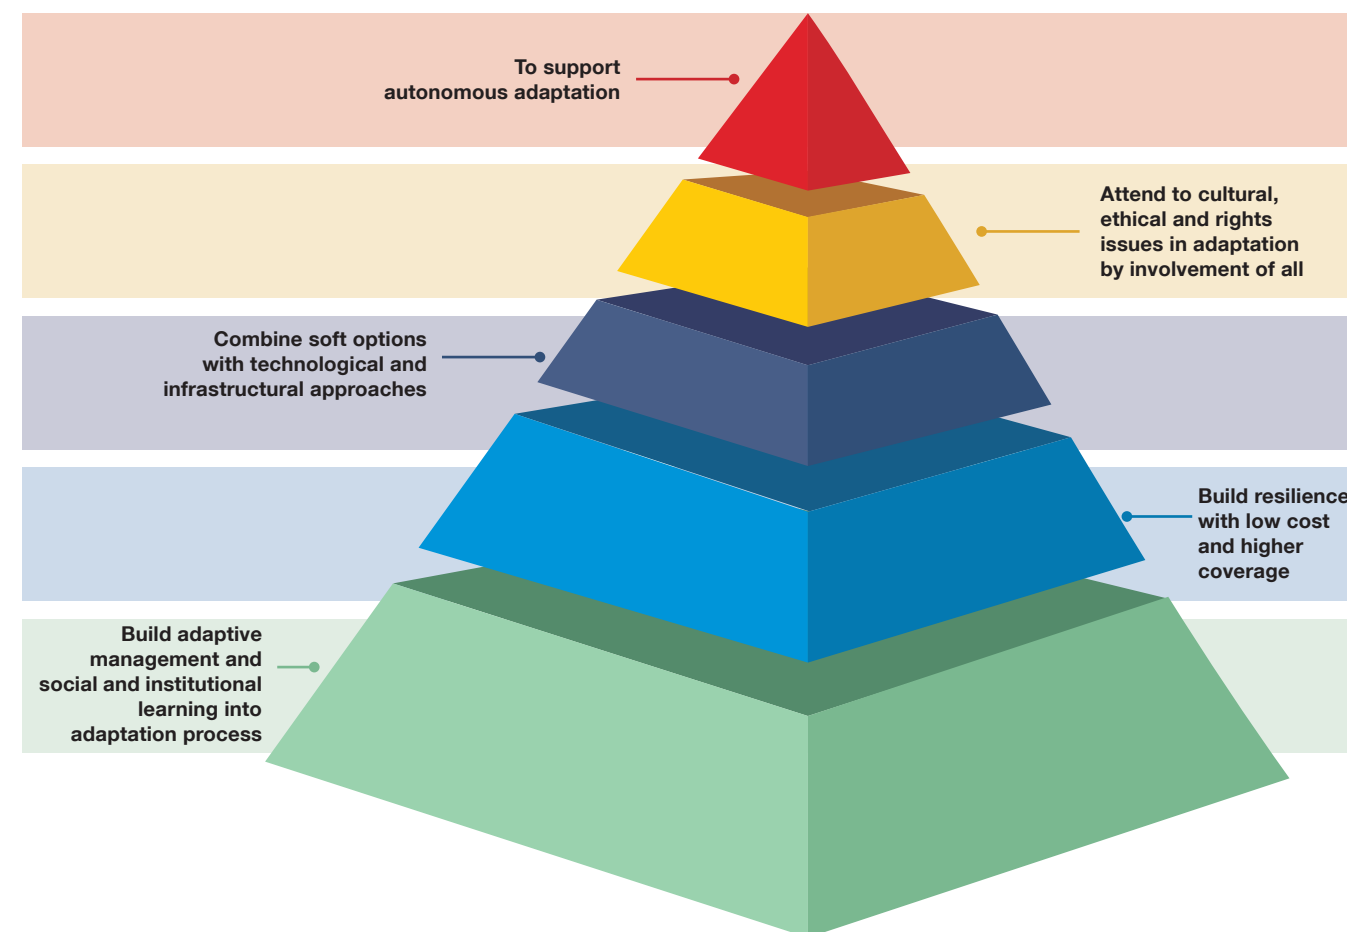 To support
autonomous adaptation
Attend to cultural,
ethical and rights
issues in adaptation
by involvement of all
Combine soft options
with technological and
infrastructural approaches
Build resilience
with low cost
and higher
coverage
Build adaptive
management and
social and institutional
learning into
adaptation process